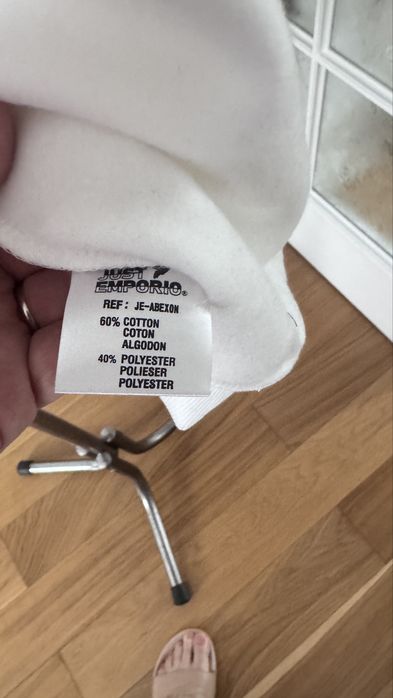 JUST
EMPORIO®
REF: JE-ABEXON
60% COTTON
COTON
ALGODON
40% POLYESTER
POLIESER
POLYESTER